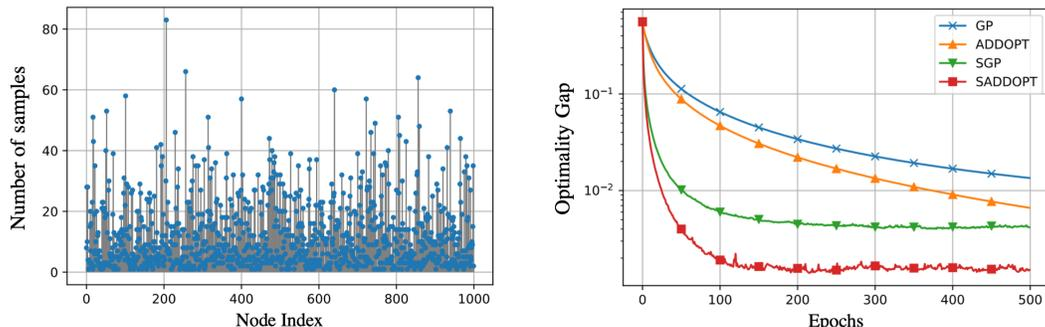 Number of samples
80
60
40
20
0
0 200 400 600 800 1000
Node Index
Optimality Gap
10⁻¹
10⁻²
GP
ADDOPT
SGP
SADDOPT
0 100 200 300 400 500
Epochs